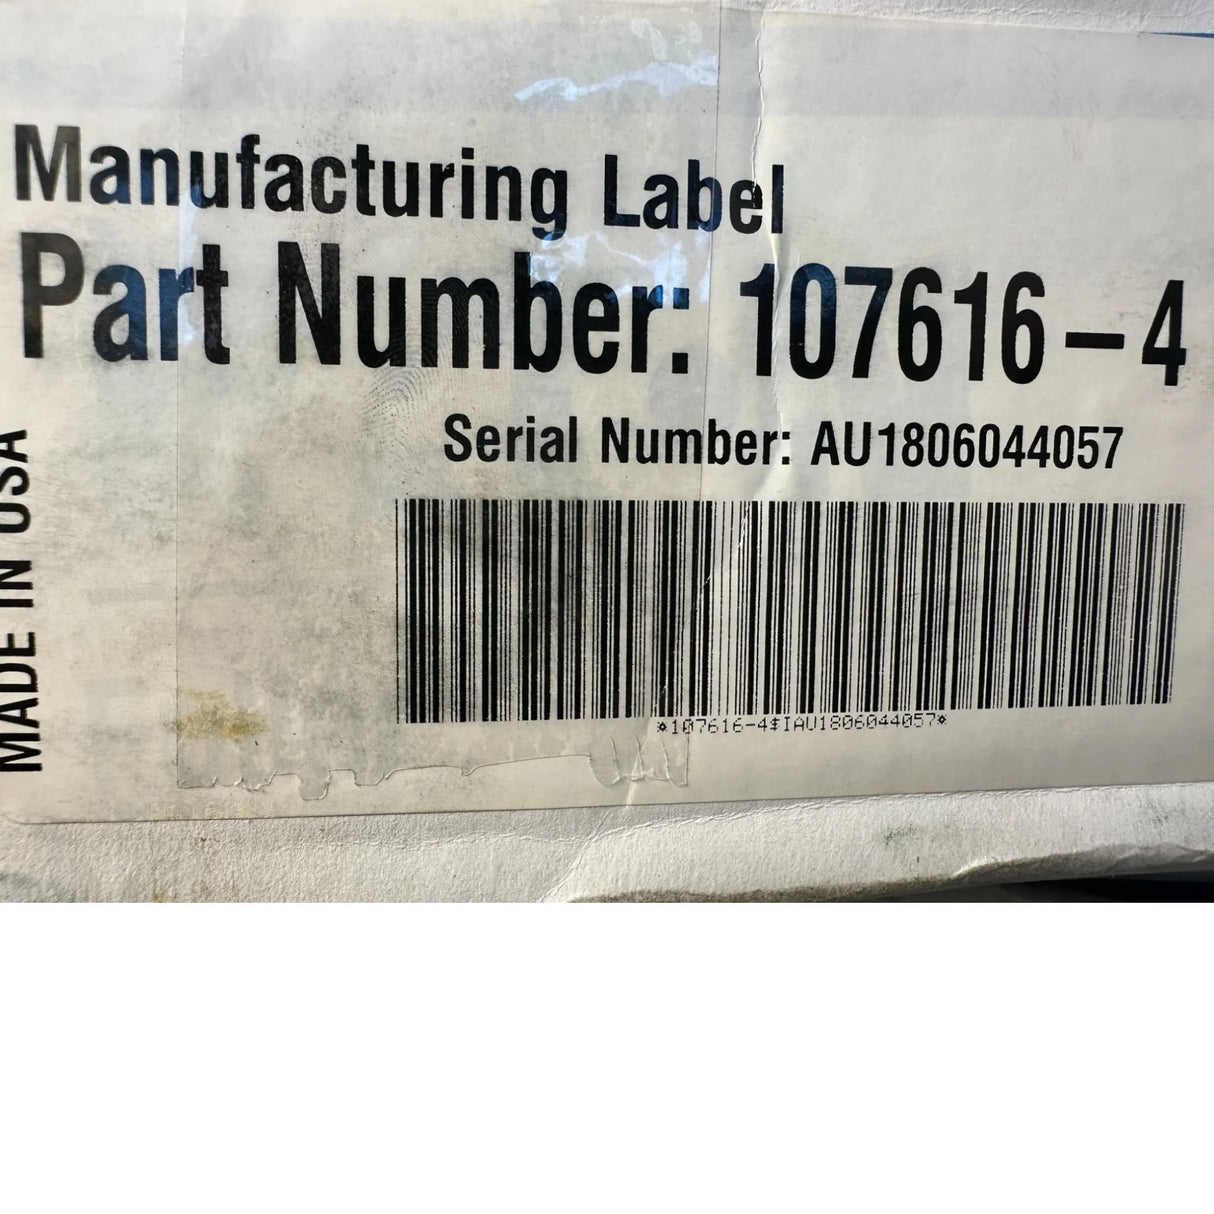 Manufacturing Label
Part Number: 107616-4
Serial Number: AU1806044057
*107616-4$IAU1806044057*
MADE IN USA